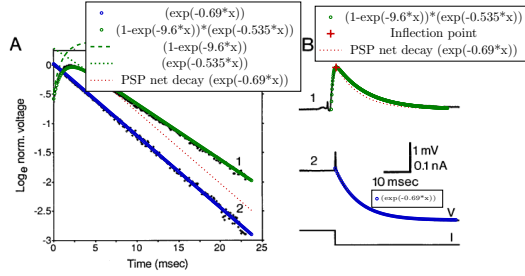 (exp(-0.69*x))
(1-exp(-9.6*x))*(exp(-0.535*x))
(1-exp(-9.6*x))
(exp(-0.535*x))
PSP net decay (exp(-0.69*x))
A
0
-.5
-1
-1.5
-2
-2.5
-3
0
5
10
15
20
25
Loge norm. voltage
Time (msec)
1
2
(1-exp(-9.6*x))*(exp(-0.535*x))
Inflection point
PSP net decay (exp(-0.69*x))
B
1
2
1 mV
0.1 nA
10 msec
(exp(-0.69*x))
V
I